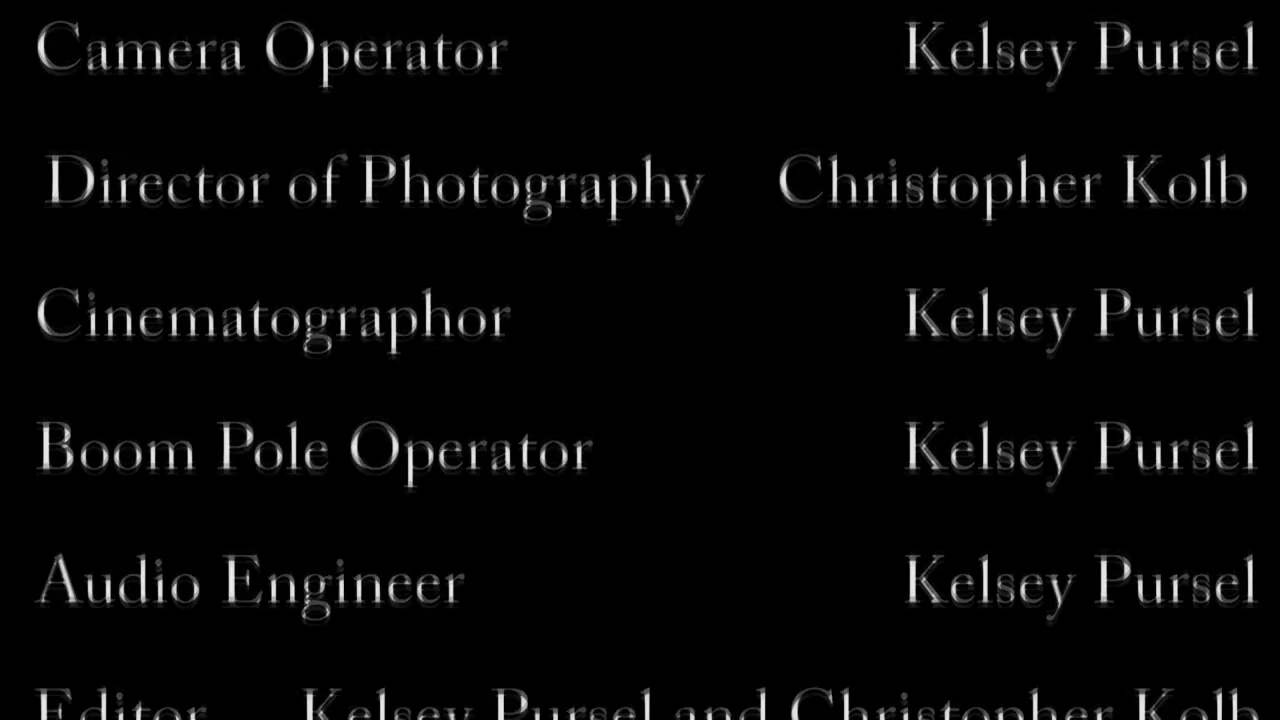 Camera Operator Kelsey Pursel
Director of Photography Christopher Kolb
Cinematographor Kelsey Pursel
Boom Pole Operator Kelsey Pursel
Audio Engineer Kelsey Pursel
Editor Kelsey Pursel and Christopher Kolb